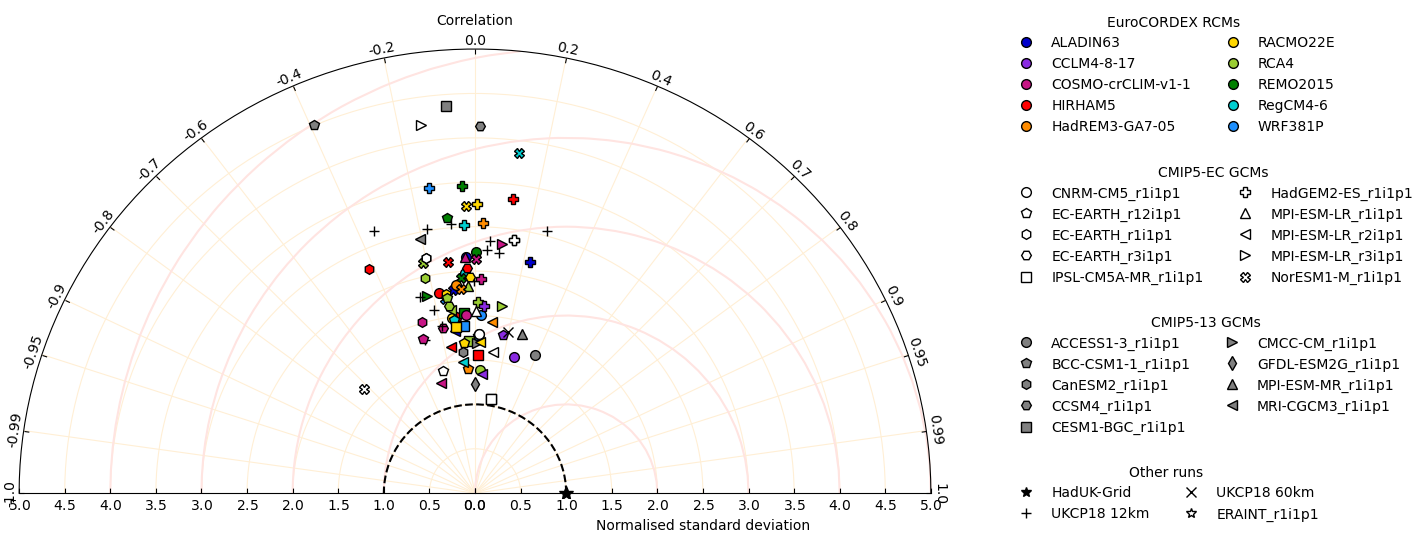 Correlation
-0.2 0.0 0.2
-0.4 0.4
-0.6 0.6
-0.7 0.7
-0.8 0.8
-0.9 0.9
-0.95 0.95
-0.99 0.99
-1.0 1.0
5.0 4.5 4.0 3.5 3.0 2.5 2.0 1.5 1.0 0.5 0.0 0.5 1.0 1.5 2.0 2.5 3.0 3.5 4.0 4.5 5.0
Normalised standard deviation
EuroCORDEX RCMs
ALADIN63 RACMO22E
CCLM4-8-17 RCA4
COSMO-crCLIM-v1-1 REMO2015
HIRHAM5 RegCM4-6
HadREM3-GA7-05 WRF381P
CMIP5-EC GCMs
CNRM-CM5_r1i1p1 HadGEM2-ES_r1i1p1
EC-EARTH_r12i1p1 MPI-ESM-LR_r1i1p1
EC-EARTH_r1i1p1 MPI-ESM-LR_r2i1p1
EC-EARTH_r3i1p1 MPI-ESM-LR_r3i1p1
IPSL-CM5A-MR_r1i1p1 NorESM1-M_r1i1p1
CMIP5-13 GCMs
ACCESS1-3_r1i1p1 CMCC-CM_r1i1p1
BCC-CSM1-1_r1i1p1 GFDL-ESM2G_r1i1p1
CanESM2_r1i1p1 MPI-ESM-MR_r1i1p1
CCSM4_r1i1p1 MRI-CGCM3_r1i1p1
CESM1-BGC_r1i1p1
Other runs
HadUK-Grid UKCP18 60km
UKCP18 12km ERAINT_r1i1p1